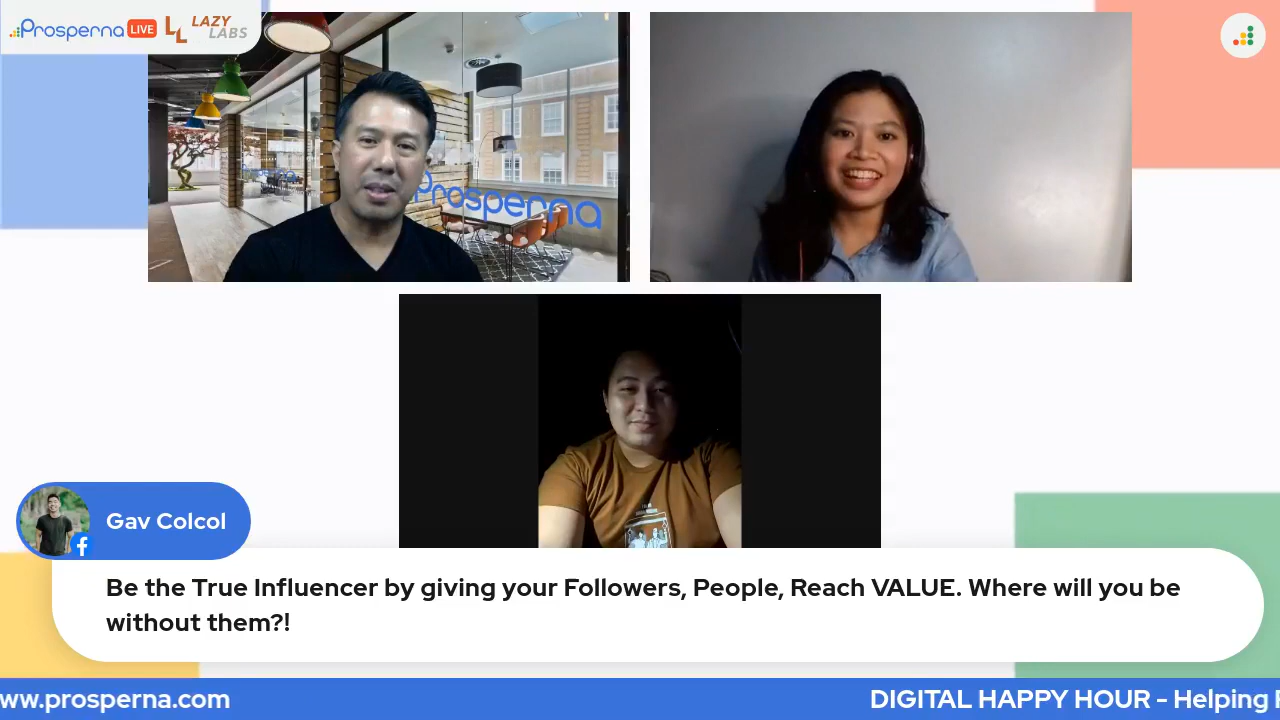 Prosperna LIVE LL LAZY
LABS
Prosperna
Gav Colcol
Be the True Influencer by giving your Followers, People, Reach VALUE. Where will you be
without them?!
ww.prosperna.com DIGITAL HAPPY HOUR - Helping